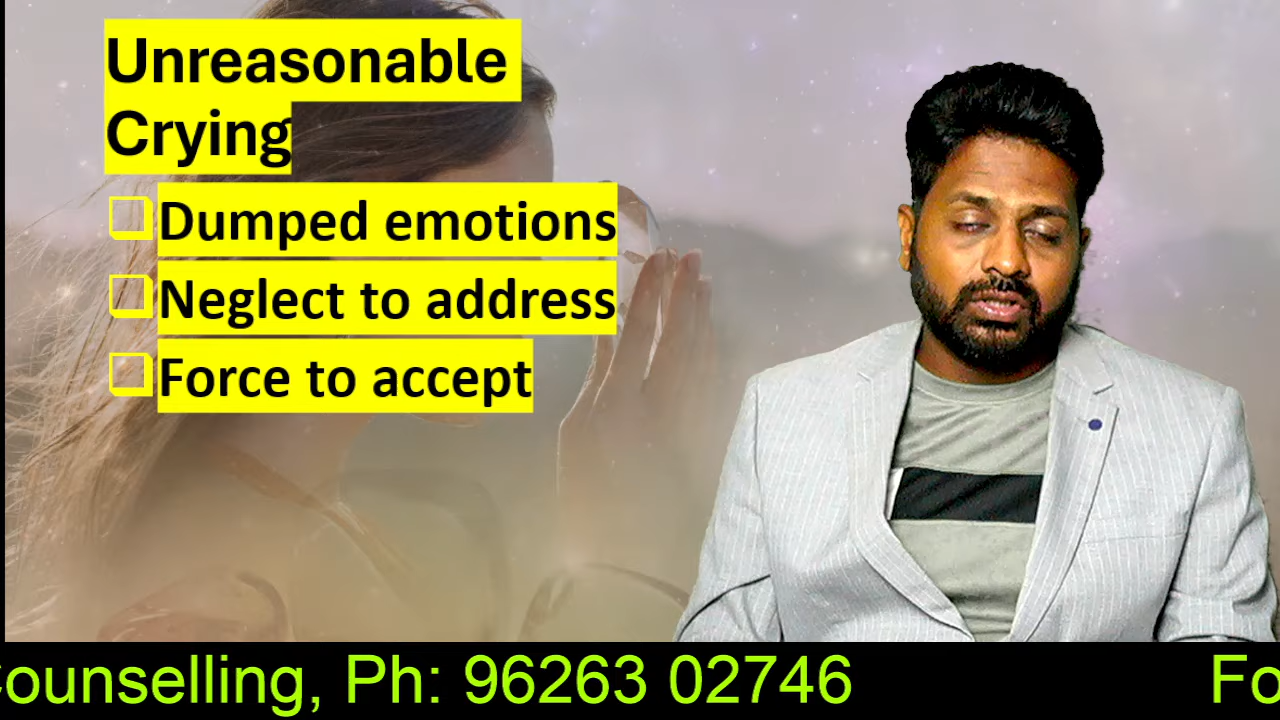 Unreasonable
Crying
Dumped emotions
Neglect to address
Force to accept
ounselling, Ph: 96263 02746